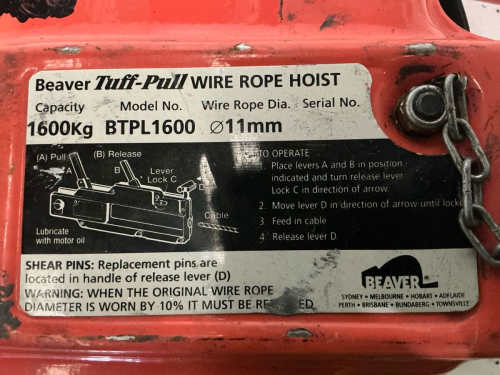 Beaver Tuff-Pull WIRE ROPE HOIST
Capacity Model No. Wire Rope Dia. Serial No.
1600Kg BTPL1600 ∅11mm
(A) Pull (B) Release
A B Lever
Lock C
D
Cable
Lubricate
with motor oil
TO OPERATE
1 Place levers A and B in position
indicated and turn release lever
Lock C in direction of arrow.
2 Move lever D in direction of arrow until locked
3 Feed in cable
4 Release lever D.
SHEAR PINS: Replacement pins are
located in handle of release lever (D)
WARNING: WHEN THE ORIGINAL WIRE ROPE
DIAMETER IS WORN BY 10% IT MUST BE REPLACED
BEAVER
SYDNEY • MELBOURNE • HOBART • ADELAIDE
PERTH • BRISBANE • BUNDABERG • TOWNSVILLE